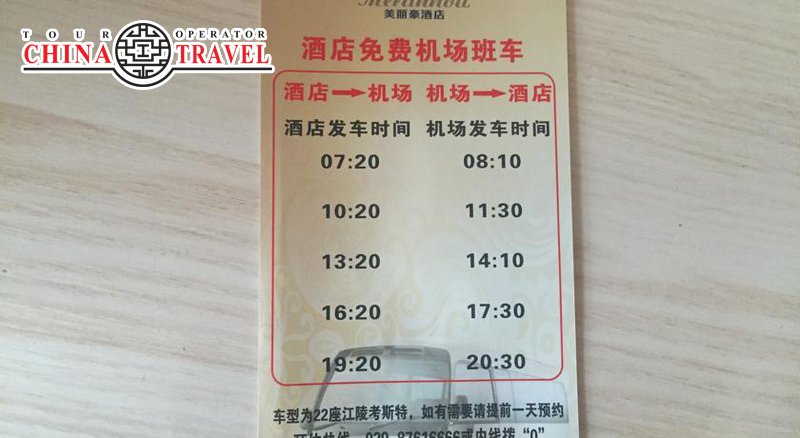 TOUR OPERATOR
CHINA TRAVEL
美丽豪酒店
酒店免费机场班车
酒店→机场 机场→酒店
酒店发车时间 机场发车时间
07:20 08:10
10:20 11:30
13:20 14:10
16:20 17:30
19:20 20:30
车型为22座江陵考斯特，如有需要请提前一天预约